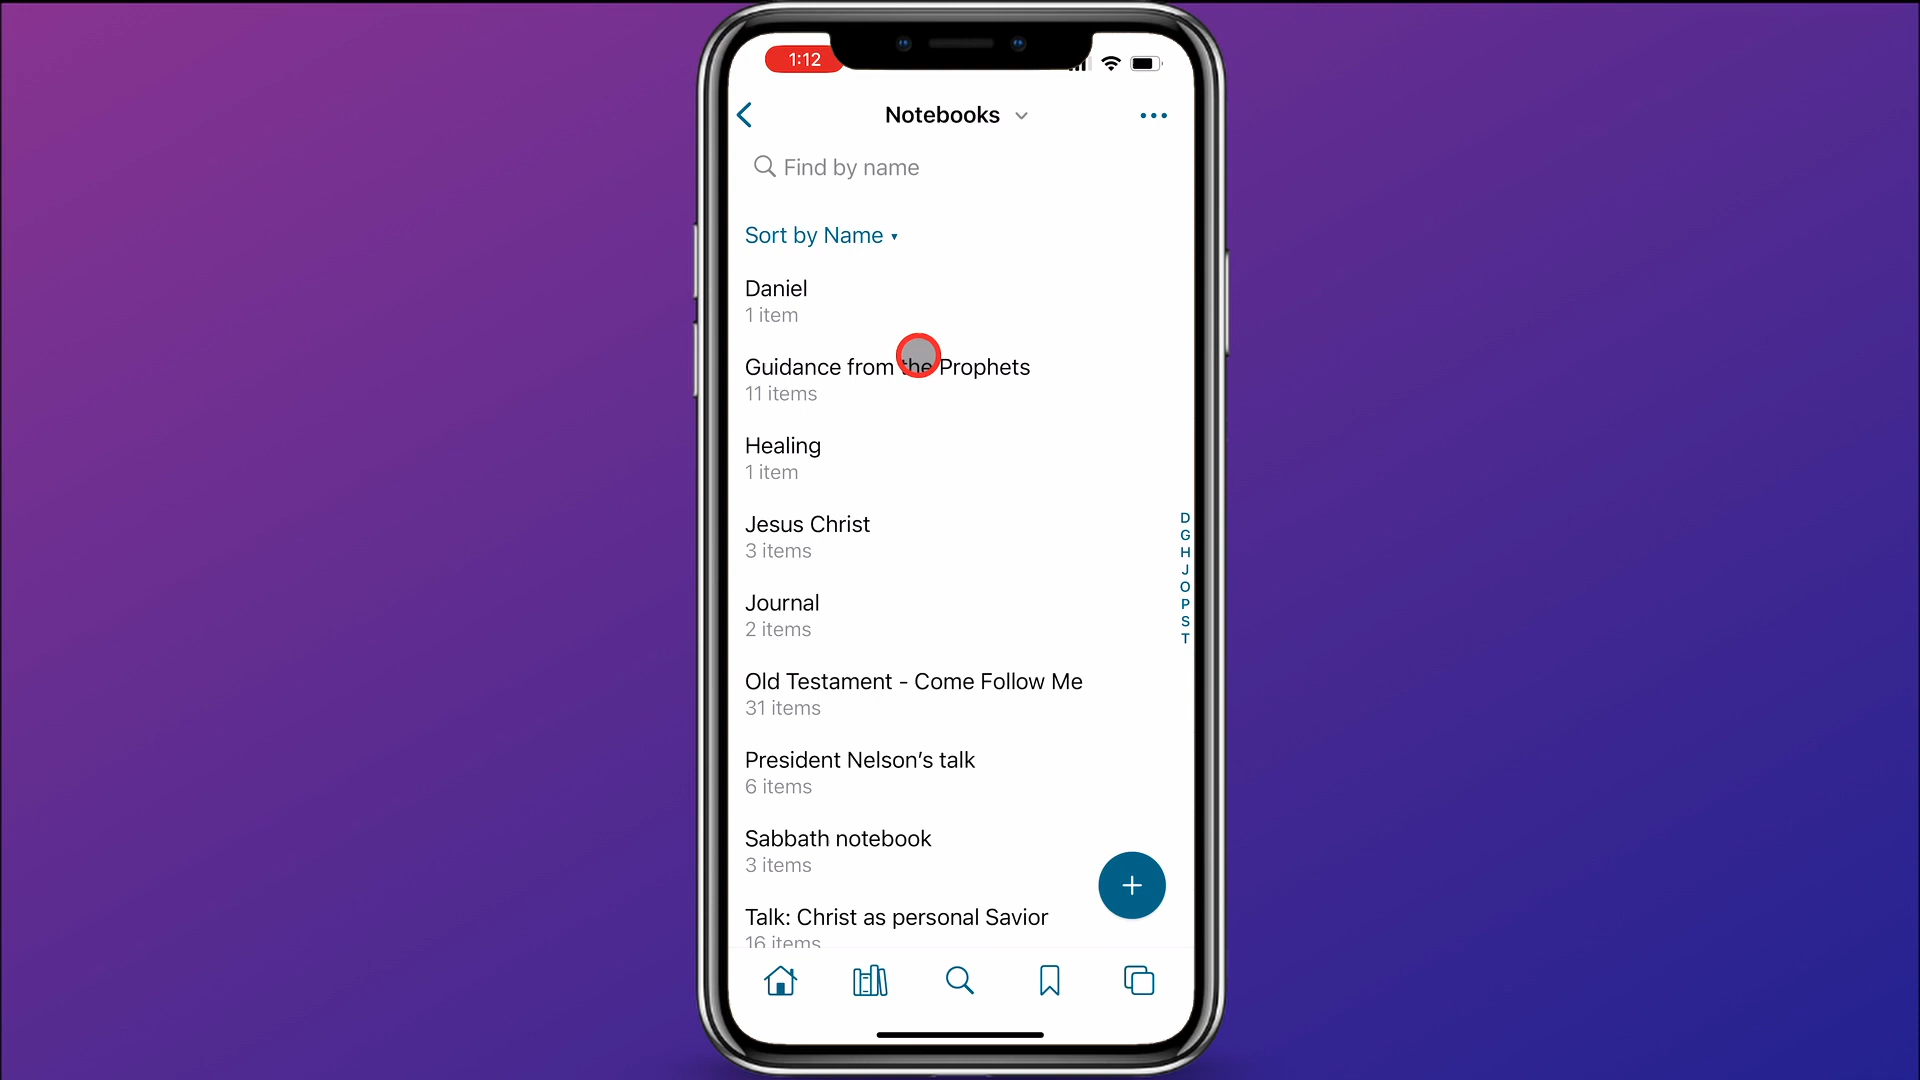 1:12
Notebooks
Find by name
Sort by Name
Daniel
1 item
Guidance from the Prophets
11 items
Healing
1 item
Jesus Christ
3 items
Journal
2 items
Old Testament - Come Follow Me
31 items
President Nelson's talk
6 items
Sabbath notebook
3 items
Talk: Christ as personal Savior
16 items
D
G
H
J
O
P
S
T